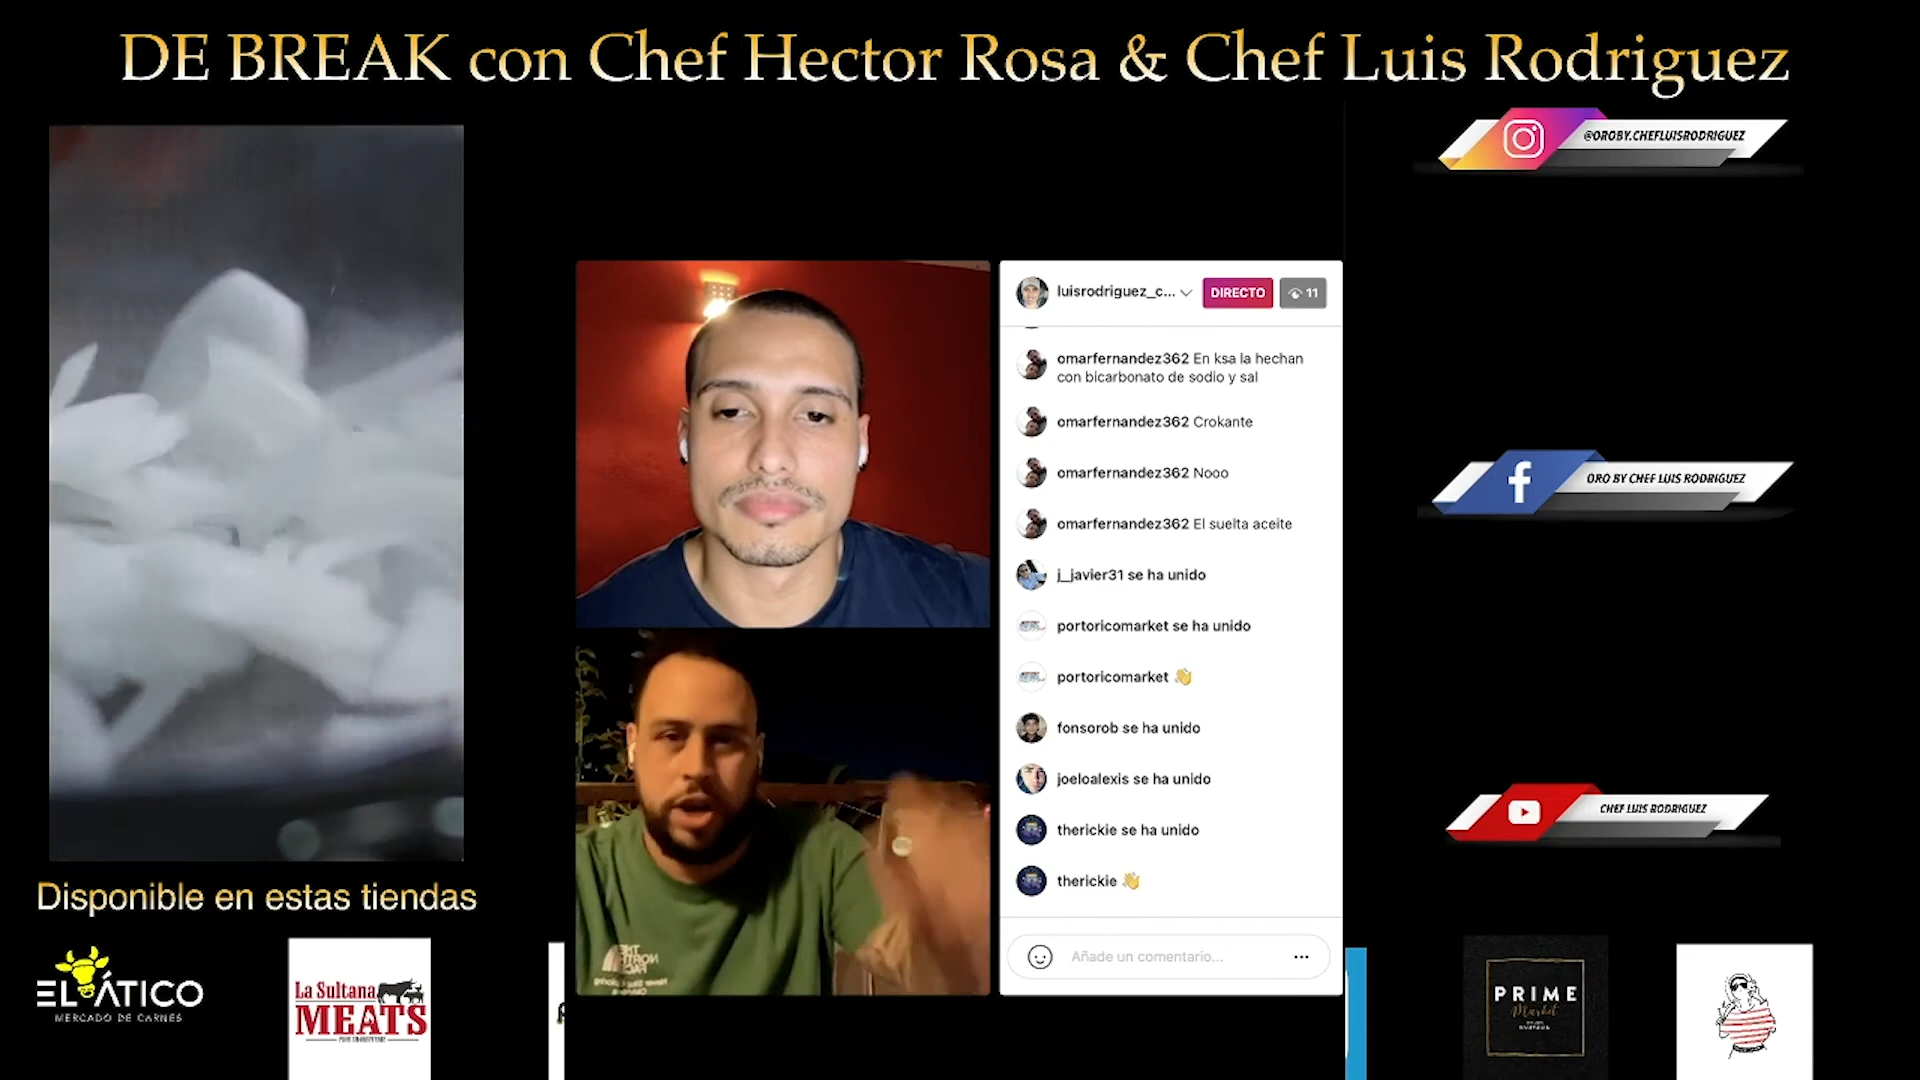 DE BREAK con Chef Hector Rosa & Chef Luis Rodriguez
@OROBY.CHEFLUISRODRIGUEZ
luisrodriguez_c...
DIRECTO
11
omarfernandez362 En ksa la hechan
con bicarbonato de sodio y sal
omarfernandez362 Crokante
omarfernandez362 Nooo
omarfernandez362 El suelta aceite
j_javier31 se ha unido
portoricomarket se ha unido
portoricomarket 👋
fonsorob se ha unido
joeloalexis se ha unido
therickie se ha unido
therickie 👋
Añade un comentario...
ORO BY CHEF LUIS RODRIGUEZ
CHEF LUIS RODRIGUEZ
THE
NORTH
FACE
Disponible en estas tiendas
EL ÁTICO
MERCADO DE CARNES
La Sultana
MEATS
PRIME
Market